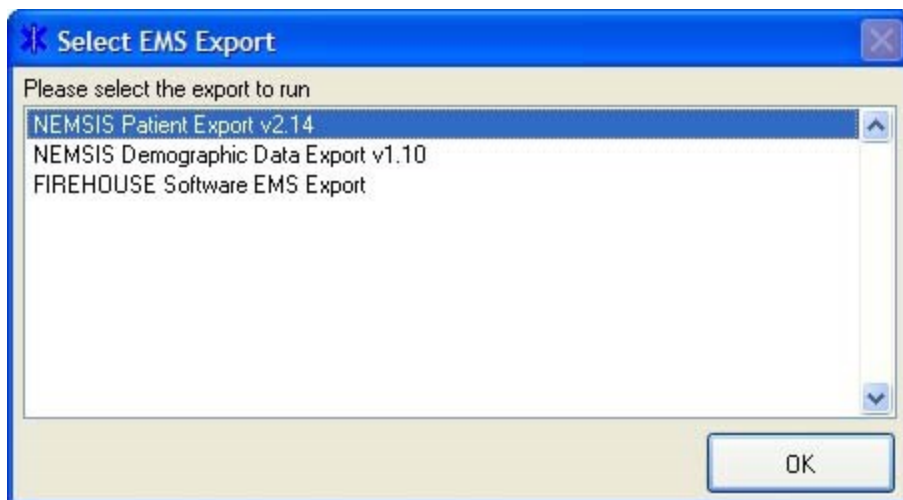 Select EMS Export
Please select the export to run
NEMSIS Patient Export v2.14
NEMSIS Demographic Data Export v1.10
FIREHOUSE Software EMS Export
OK